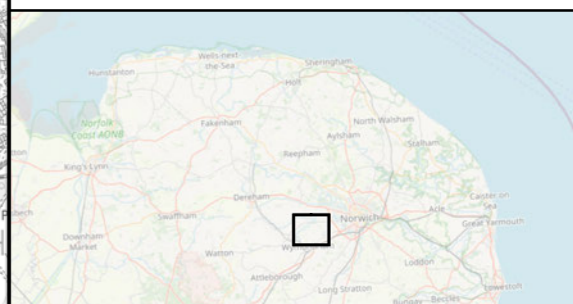 Wells-next
the-Sea
Sheringham
Hunstanton
Holt
Norfolk
Coast AONB
Fakenham
North Walsham
Aylsham
Stalham
Reepham
King's Lynn
Dereham
Caister on
Sea
Swaffham
Norwich
Acle
Great Yarmouth
Downham
Market
Watton
Loddon
Attleborough
Long Stratton
Lowestoft
Beccles